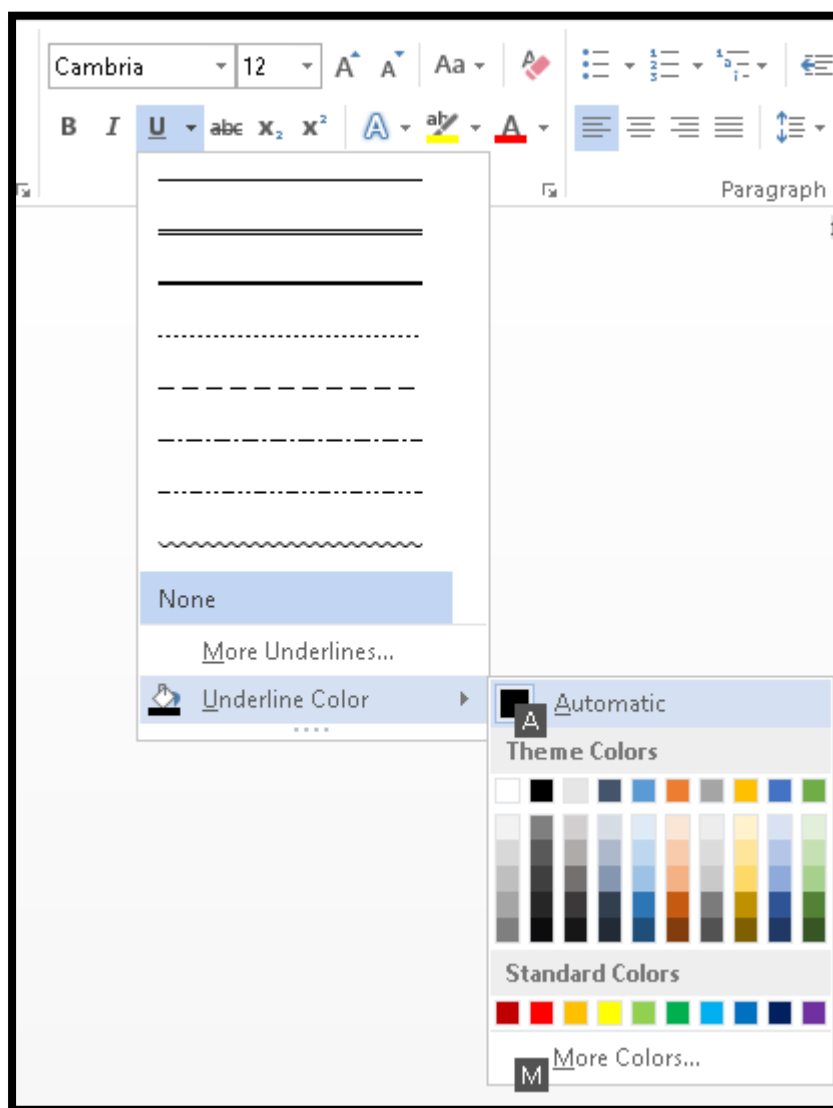 Cambria 12 A A Aa A
B I U abc X₂ X² A ab A
Paragraph
None
More Underlines...
Underline Color
Automatic
A
Theme Colors
Standard Colors
More Colors...
M